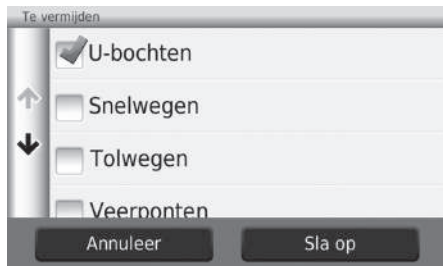 Te vermijden
U-bochten
Snelwegen
Tolwegen
Veerponten
Annuleer
Sla op